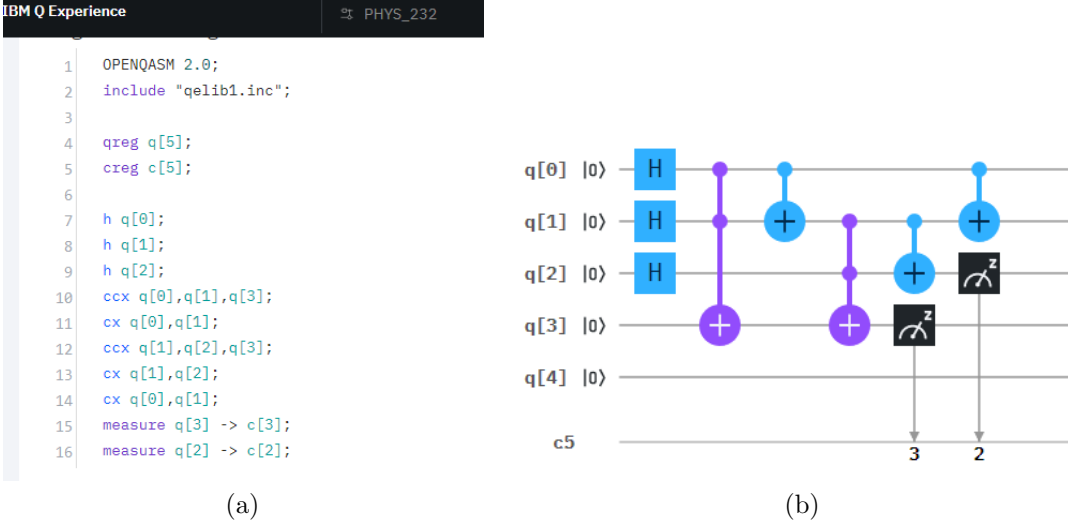 IBM Q Experience
PHYS_232
1 OPENQASM 2.0;
2 include "qelib1.inc";
3
4 qreg q[5];
5 creg c[5];
6
7 h q[0];
8 h q[1];
9 h q[2];
10 ccx q[0],q[1],q[3];
11 cx q[0],q[1];
12 ccx q[1],q[2],q[3];
13 cx q[1],q[2];
14 cx q[0],q[1];
15 measure q[3] -> c[3];
16 measure q[2] -> c[2];
(a)
q[0] |0⟩ H
q[1] |0⟩ H + +
q[2] |0⟩ H + z
q[3] |0⟩ + + z
q[4] |0⟩
c5
3 2
(b)